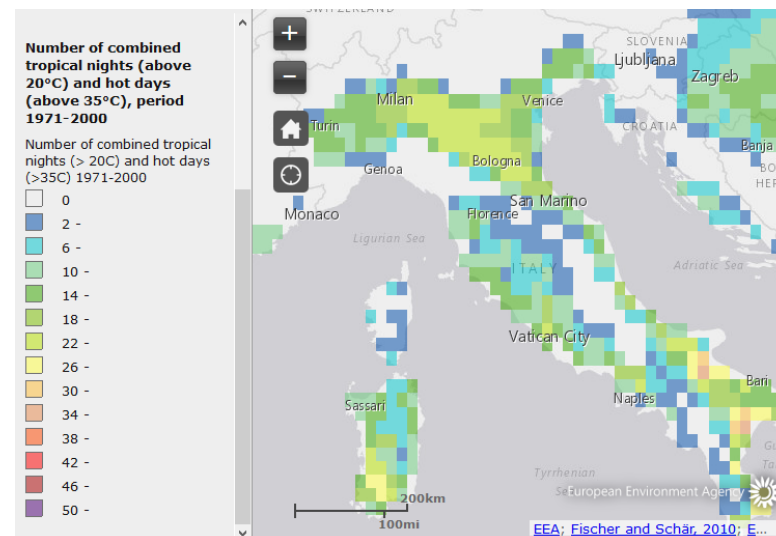 Number of combined
tropical nights (above
20°C) and hot days
(above 35°C), period
1971-2000
Number of combined tropical
nights (> 20C) and hot days
(>35C) 1971-2000
0
2 -
6 -
10 -
14 -
18 -
22 -
26 -
30 -
34 -
38 -
42 -
46 -
50 -
SWITZERLAND
SLOVENIA
Ljubljana
Zagreb
Milan
Venice
Turin
CROATIA
Banja
Genoa
Bologna
BO
HER
San Marino
Monaco
Florence
Ligurian Sea
ITALY
Adriatic Sea
Vatican City
Bari
Naples
Sassari
Tyrrhenian
European Environment Agency
200km
100mi
EEA; Fischer and Schär, 2010; E...